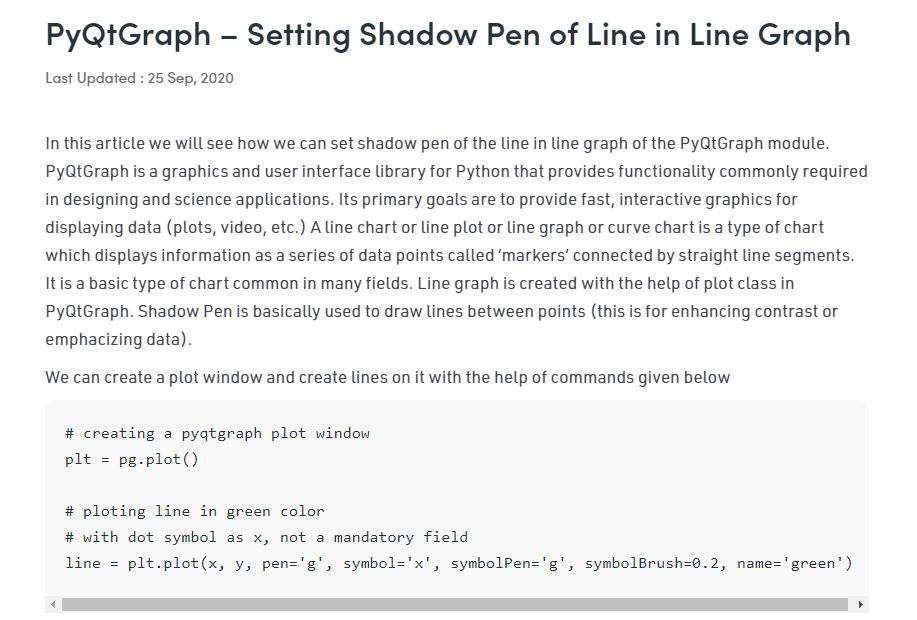 PyQtGraph – Setting Shadow Pen of Line in Line Graph
Last Updated : 25 Sep, 2020
In this article we will see how we can set shadow pen of the line in line graph of the PyQtGraph module.
PyQtGraph is a graphics and user interface library for Python that provides functionality commonly required
in designing and science applications. Its primary goals are to provide fast, interactive graphics for
displaying data (plots, video, etc.) A line chart or line plot or line graph or curve chart is a type of chart
which displays information as a series of data points called ‘markers’ connected by straight line segments.
It is a basic type of chart common in many fields. Line graph is created with the help of plot class in
PyQtGraph. Shadow Pen is basically used to draw lines between points (this is for enhancing contrast or
emphacizing data).
We can create a plot window and create lines on it with the help of commands given below
# creating a pyqtgraph plot window
plt = pg.plot()
# ploting line in green color
# with dot symbol as x, not a mandatory field
line = plt.plot(x, y, pen='g', symbol='x', symbolPen='g', symbolBrush=0.2, name='green')